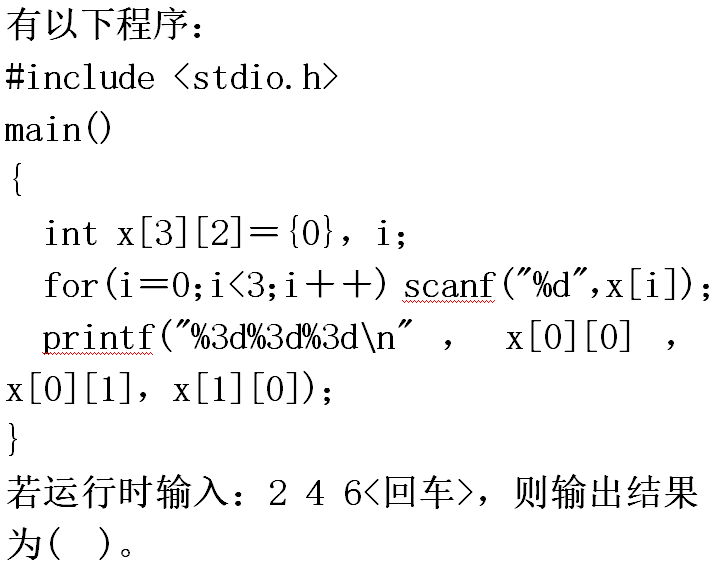 有以下程序：
#include <stdio.h>
main()
{
int x[3][2]={0}, i;
for(i=0;i<3;i++) scanf("%d",x[i]);
printf("%3d%3d%3d\n" , x[0][0] ,
x[0][1], x[1][0]);
}
若运行时输入：2 4 6<回车>，则输出结果
为( )。